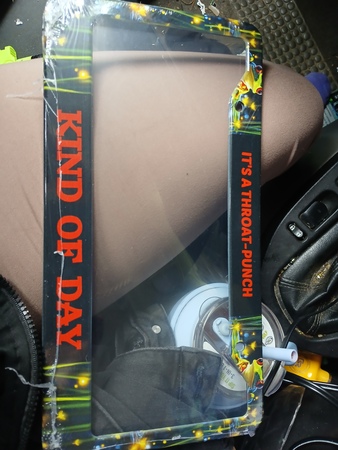 IT'S A THROAT-PUNCH
KIND OF DAY